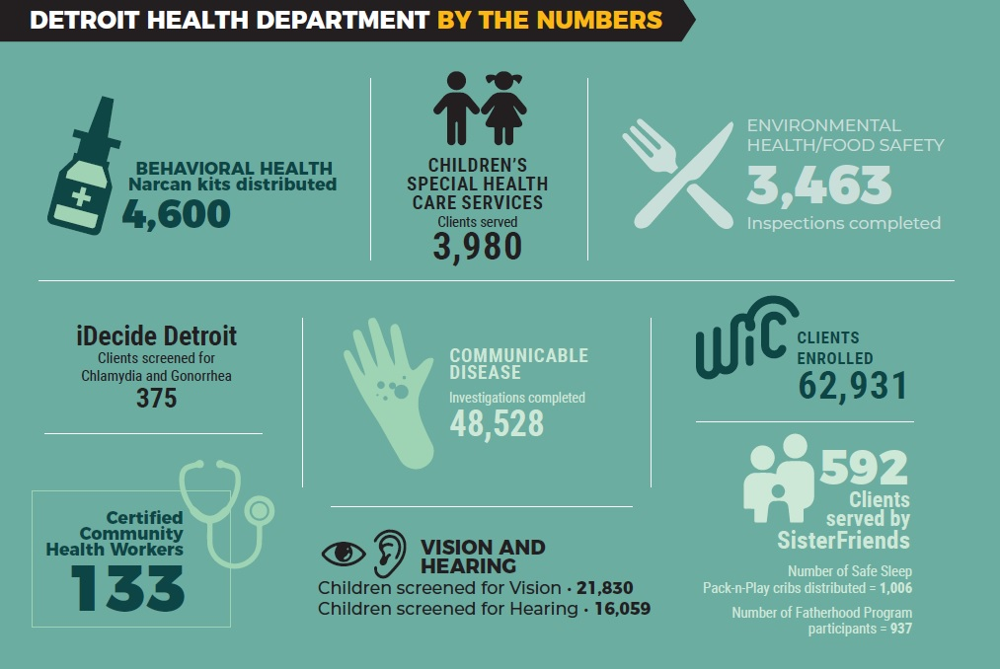 DETROIT HEALTH DEPARTMENT BY THE NUMBERS
BEHAVIORAL HEALTH
Narcan kits distributed
4,600
CHILDREN'S
SPECIAL HEALTH
CARE SERVICES
Clients served
3,980
ENVIRONMENTAL
HEALTH/FOOD SAFETY
3,463
Inspections completed
iDecide Detroit
Clients screened for
Chlamydia and Gonorrhea
375
COMMUNICABLE
DISEASE
Investigations completed
48,528
wic CLIENTS
ENROLLED
62,931
Certified
Community
Health Workers
133
VISION AND
HEARING
Children screened for Vision • 21,830
Children screened for Hearing • 16,059
592
Clients
served by
SisterFriends
Number of Safe Sleep
Pack-n-Play cribs distributed = 1,006
Number of Fatherhood Program
participants = 937